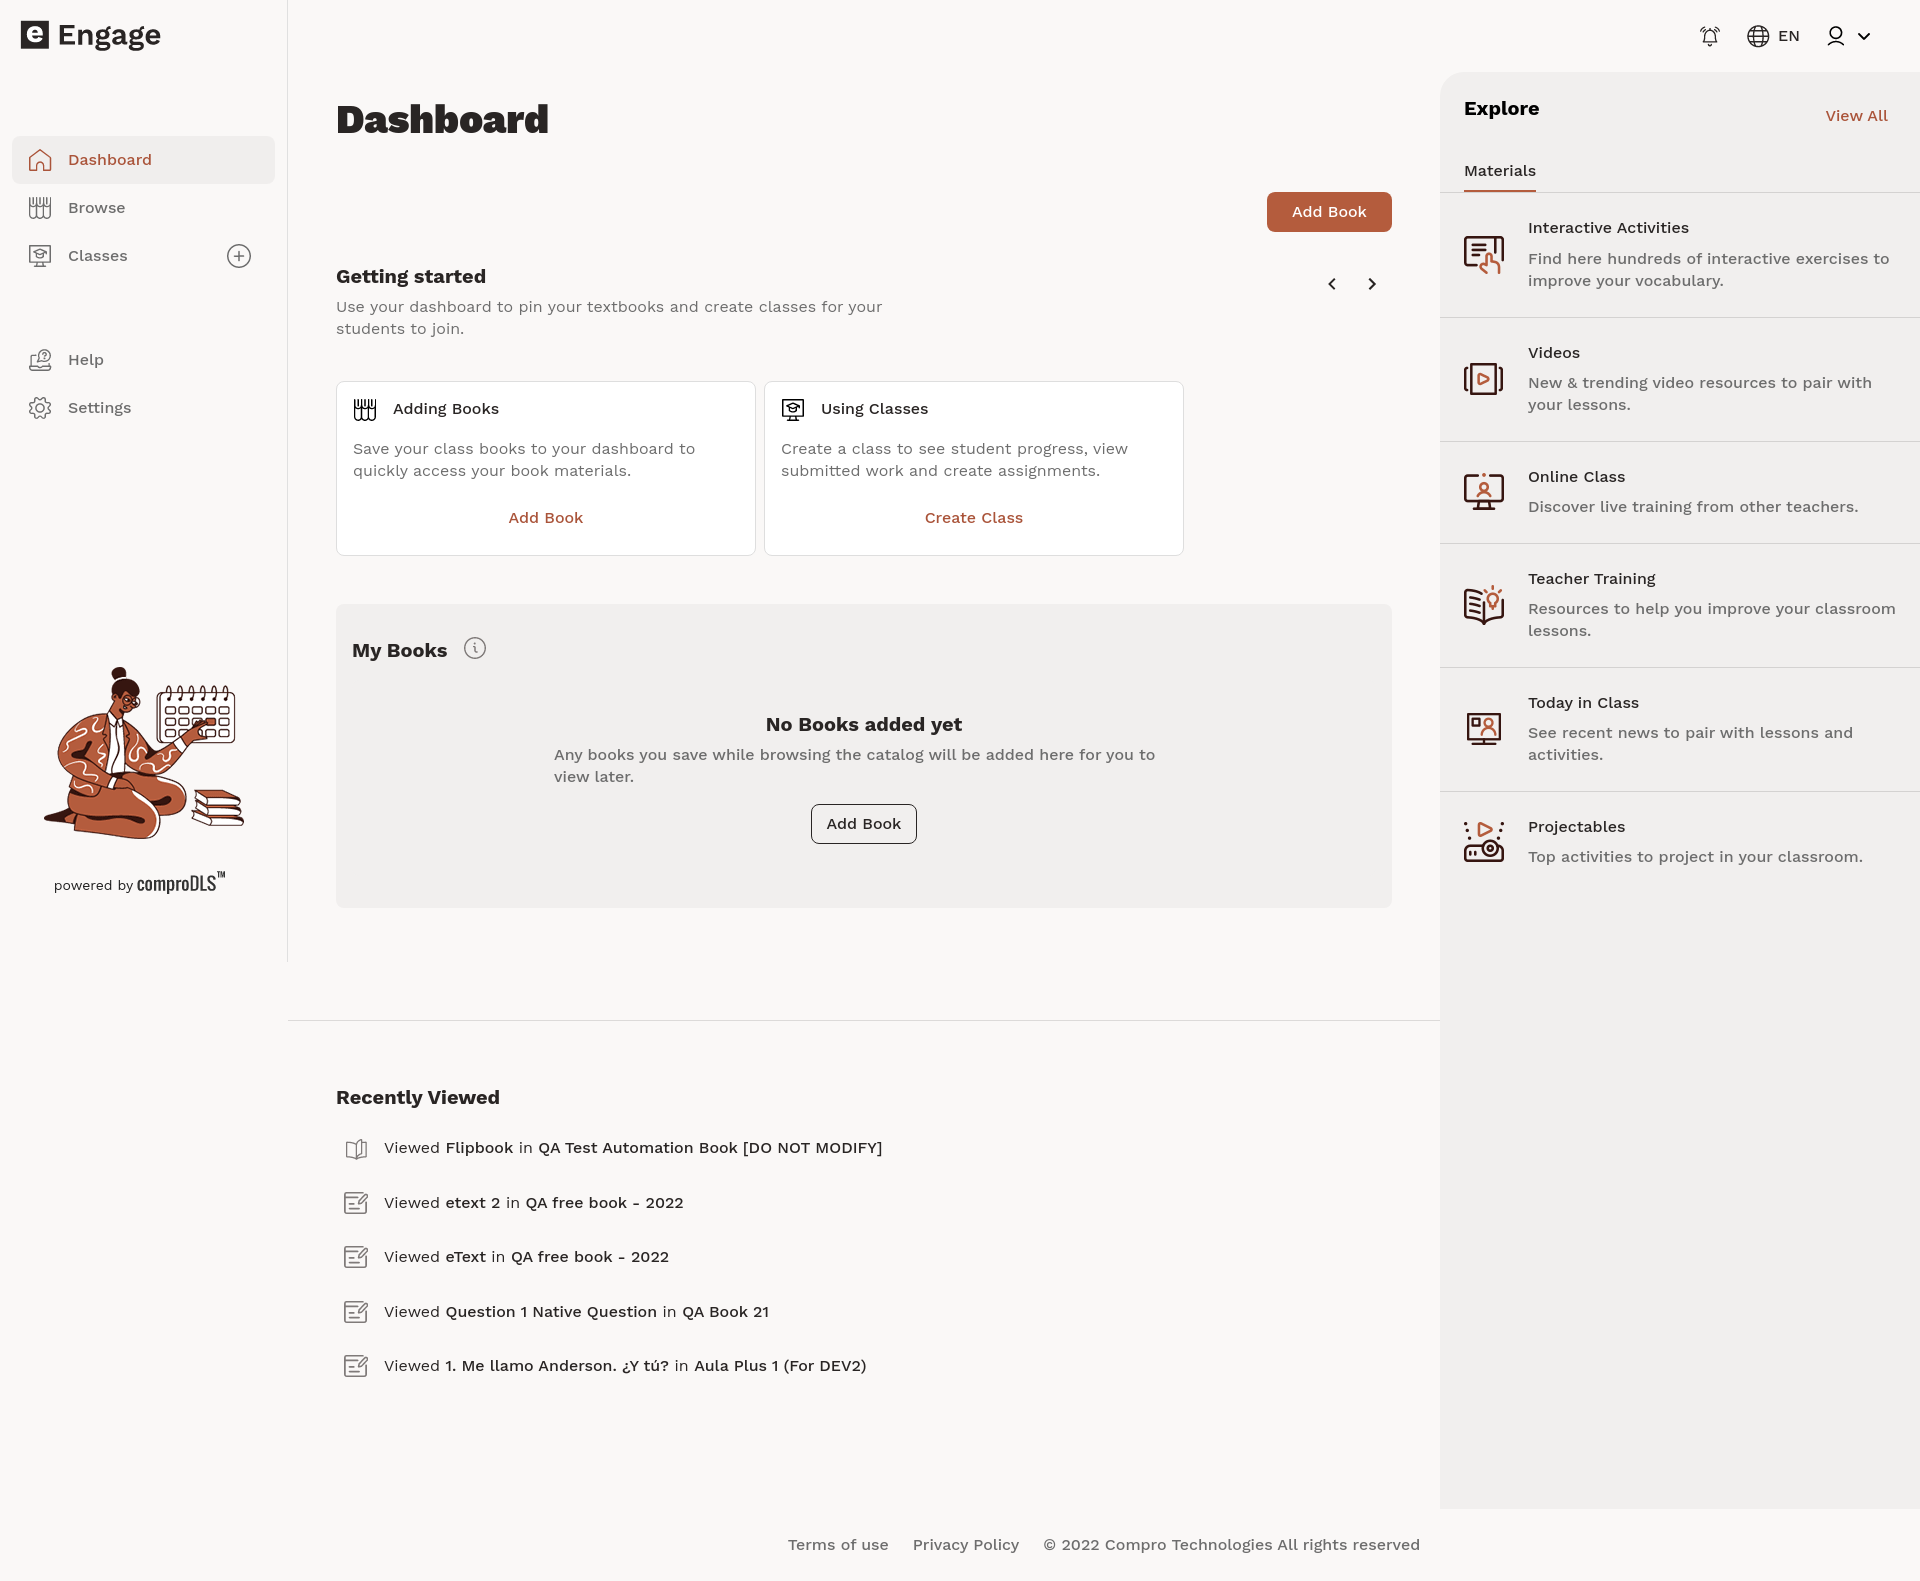 e Engage
EN
Dashboard
Browse
Classes
Help
Settings
powered by comproDLS™
Dashboard
Add Book
Getting started
Use your dashboard to pin your textbooks and create classes for your
students to join.
Adding Books
Save your class books to your dashboard to
quickly access your book materials.
Add Book
Using Classes
Create a class to see student progress, view
submitted work and create assignments.
Create Class
My Books
No Books added yet
Any books you save while browsing the catalog will be added here for you to
view later.
Add Book
Recently Viewed
Viewed Flipbook in QA Test Automation Book [DO NOT MODIFY]
Viewed etext 2 in QA free book - 2022
Viewed eText in QA free book - 2022
Viewed Question 1 Native Question in QA Book 21
Viewed 1. Me llamo Anderson. ¿Y tú? in Aula Plus 1 (For DEV2)
Explore
View All
Materials
Interactive Activities
Find here hundreds of interactive exercises to
improve your vocabulary.
Videos
New & trending video resources to pair with
your lessons.
Online Class
Discover live training from other teachers.
Teacher Training
Resources to help you improve your classroom
lessons.
Today in Class
See recent news to pair with lessons and
activities.
Projectables
Top activities to project in your classroom.
Terms of use
Privacy Policy
© 2022 Compro Technologies All rights reserved